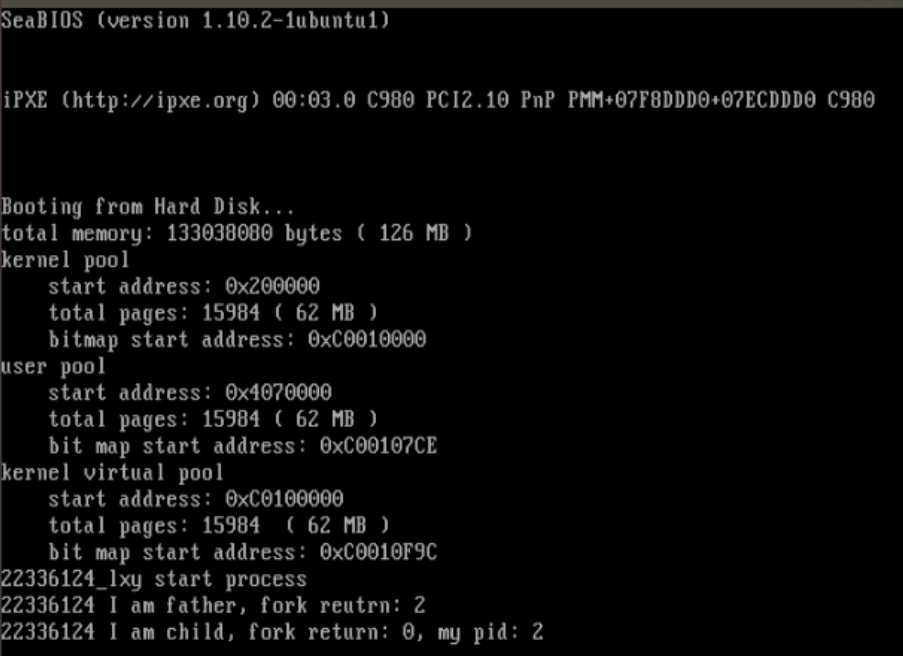 SeaBIOS (version 1.10.2-1ubuntu1)
iPXE (http://ipxe.org) 00:03.0 C980 PCI2.10 PnP PMM+07F8DDD0+07ECDDD0 C980
Booting from Hard Disk...
total memory: 133038080 bytes ( 126 MB )
kernel pool
    start address: 0x200000
    total pages: 15984 ( 62 MB )
    bitmap start address: 0xC0010000
user pool
    start address: 0x4070000
    total pages: 15984 ( 62 MB )
    bit map start address: 0xC00107CE
kernel virtual pool
    start address: 0xC0100000
    total pages: 15984  ( 62 MB )
    bit map start address: 0xC0010F9C
22336124_lxy start process
22336124 I am father, fork reutrn: 2
22336124 I am child, fork return: 0, my pid: 2